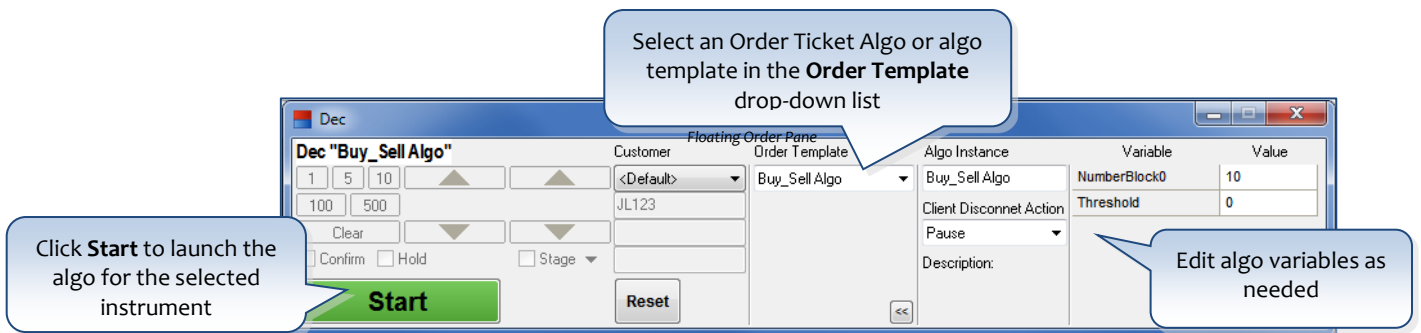 Select an Order Ticket Algo or algo
template in the Order Template
drop-down list
Dec
Floating Order Pane
Dec "Buy_Sell Algo"
Customer
Order Template
Algo Instance
Variable
Value
1 5 10
<Default>
Buy_Sell Algo
Buy_Sell Algo
NumberBlock0
10
100 500
JL123
Client Disconnet Action
Threshold
0
Clear
Pause
Confirm Hold Stage
Description:
Start
Reset
<<
Click Start to launch the
algo for the selected
instrument
Edit algo variables as
needed